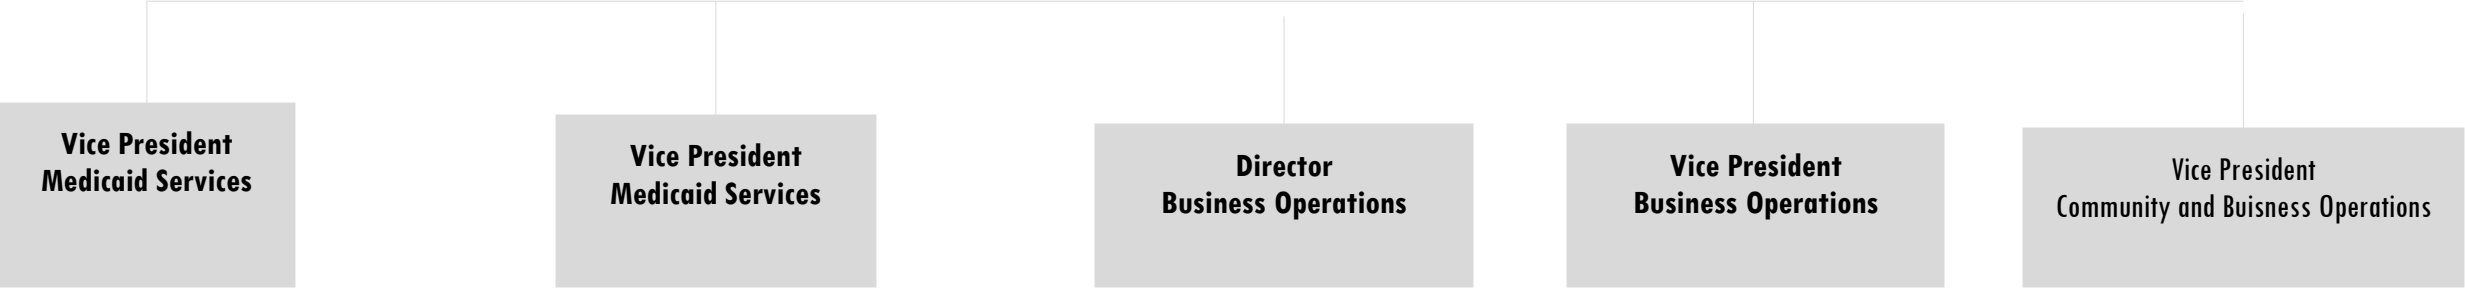 Vice President
Medicaid Services
Vice President
Medicaid Services
Director
Business Operations
Vice President
Business Operations
Vice President
Community and Buisness Operations